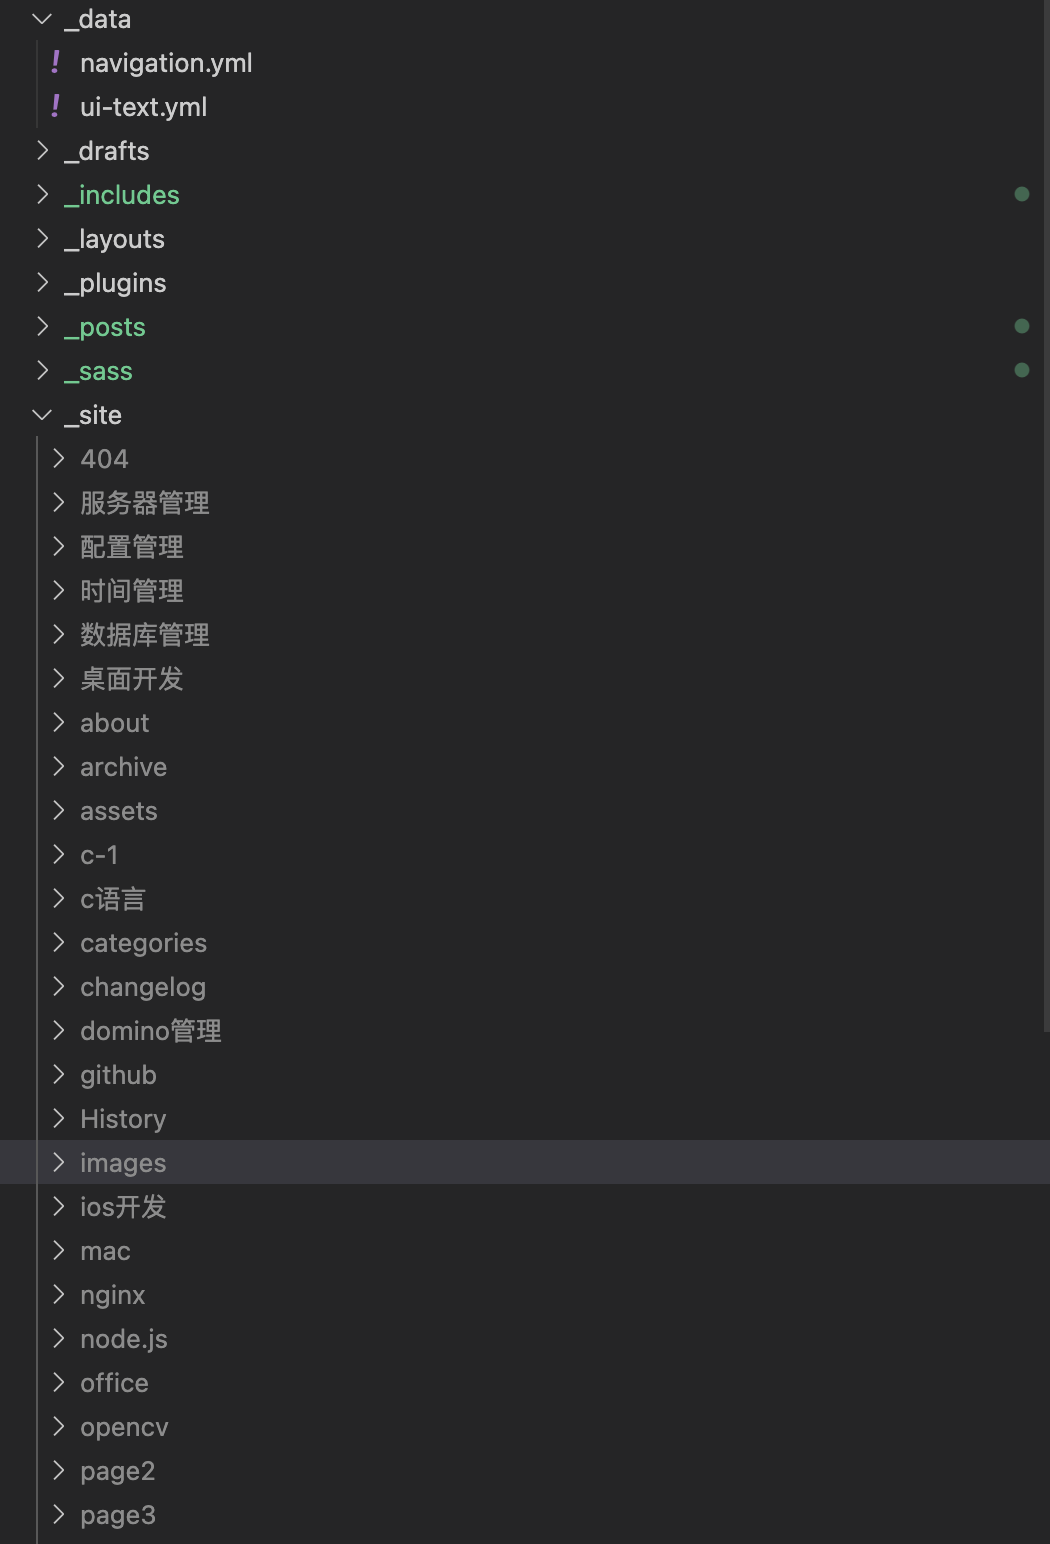 _data
navigation.yml
ui-text.yml
_drafts
_includes
_layouts
_plugins
_posts
_sass
_site
404
服务器管理
配置管理
时间管理
数据库管理
桌面开发
about
archive
assets
c-1
c语言
categories
changelog
domino管理
github
History
images
ios开发
mac
nginx
node.js
office
opencv
page2
page3